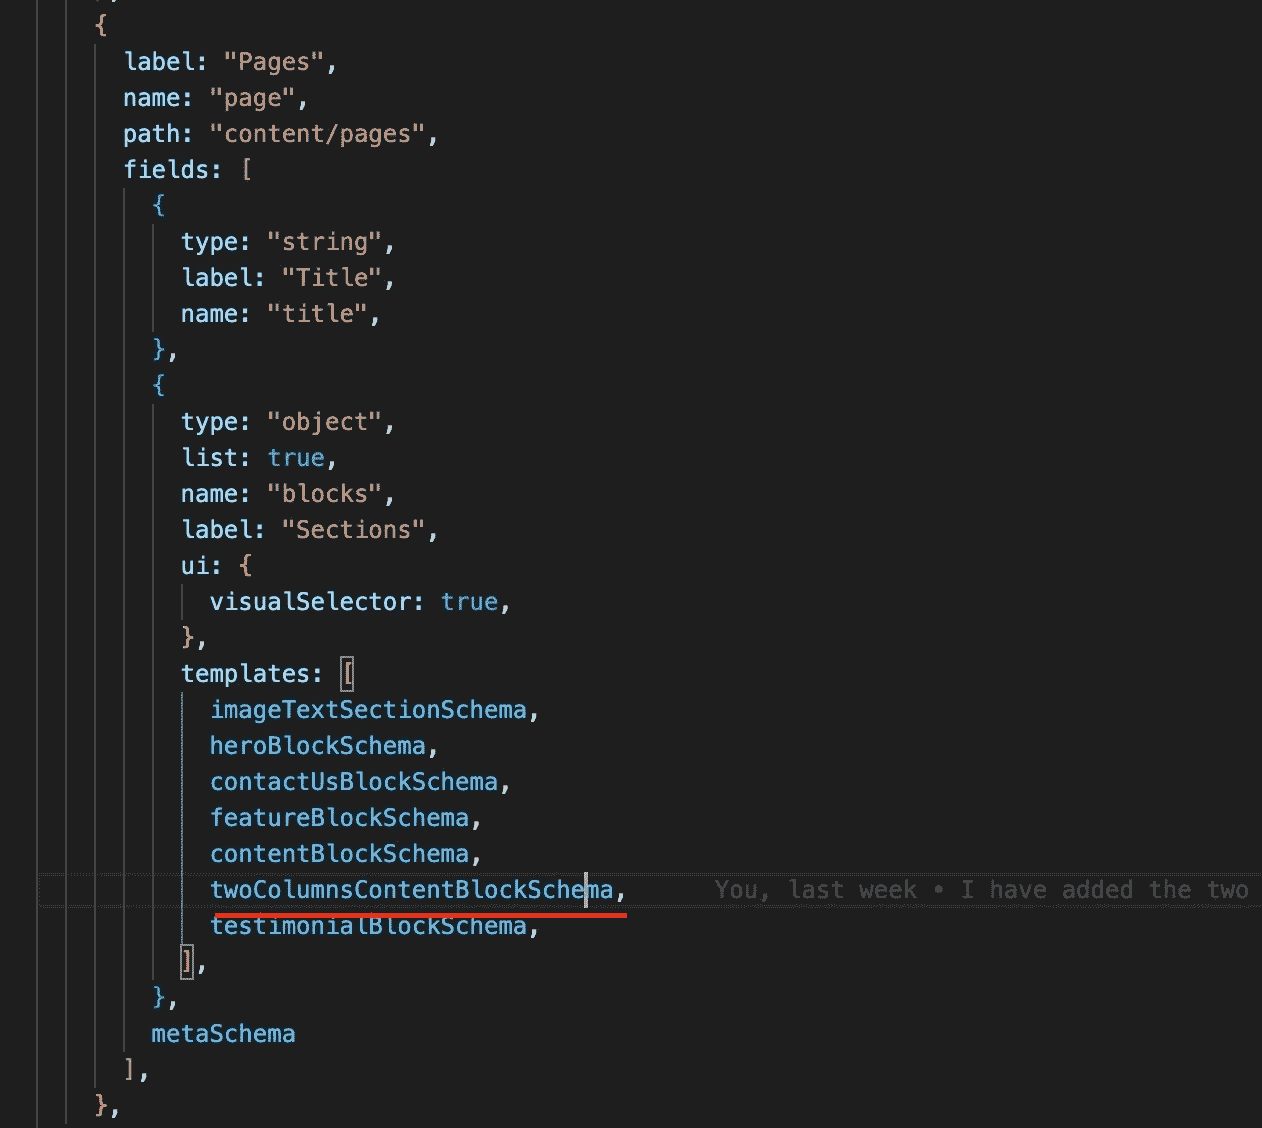 {
label: "Pages",
name: "page",
path: "content/pages",
fields: [
{
type: "string",
label: "Title",
name: "title",
},
{
type: "object",
list: true,
name: "blocks",
label: "Sections",
ui: {
visualSelector: true,
},
templates: [
imageTextSectionSchema,
heroBlockSchema,
contactUsBlockSchema,
featureBlockSchema,
contentBlockSchema,
twoColumnsContentBlockSchema, You, last week • I have added the two
testimonialBlockSchema,
],
},
metaSchema
],
},